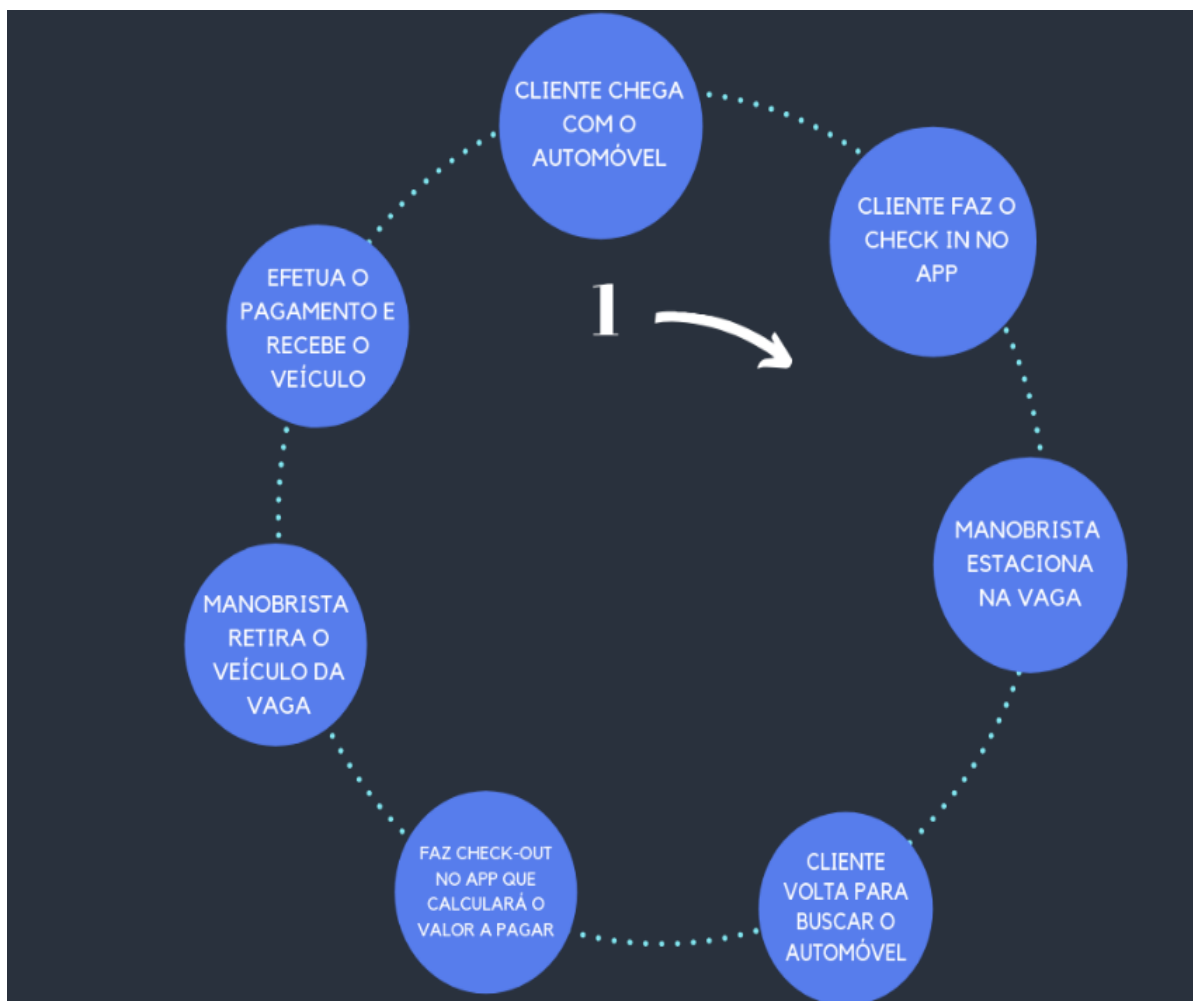 CLIENTE CHEGA
COM O
AUTOMÓVEL
CLIENTE FAZ O
CHECK IN NO
APP
1
MANOBRISTA
ESTACIONA
NA VAGA
CLIENTE
VOLTA PARA
BUSCAR O
AUTOMÓVEL
FAZ CHECK-OUT
NO APP QUE
CALCULARÁ O
VALOR A PAGAR
MANOBRISTA
RETIRA O
VEÍCULO DA
VAGA
EFETUA O
PAGAMENTO E
RECEBE O
VEÍCULO